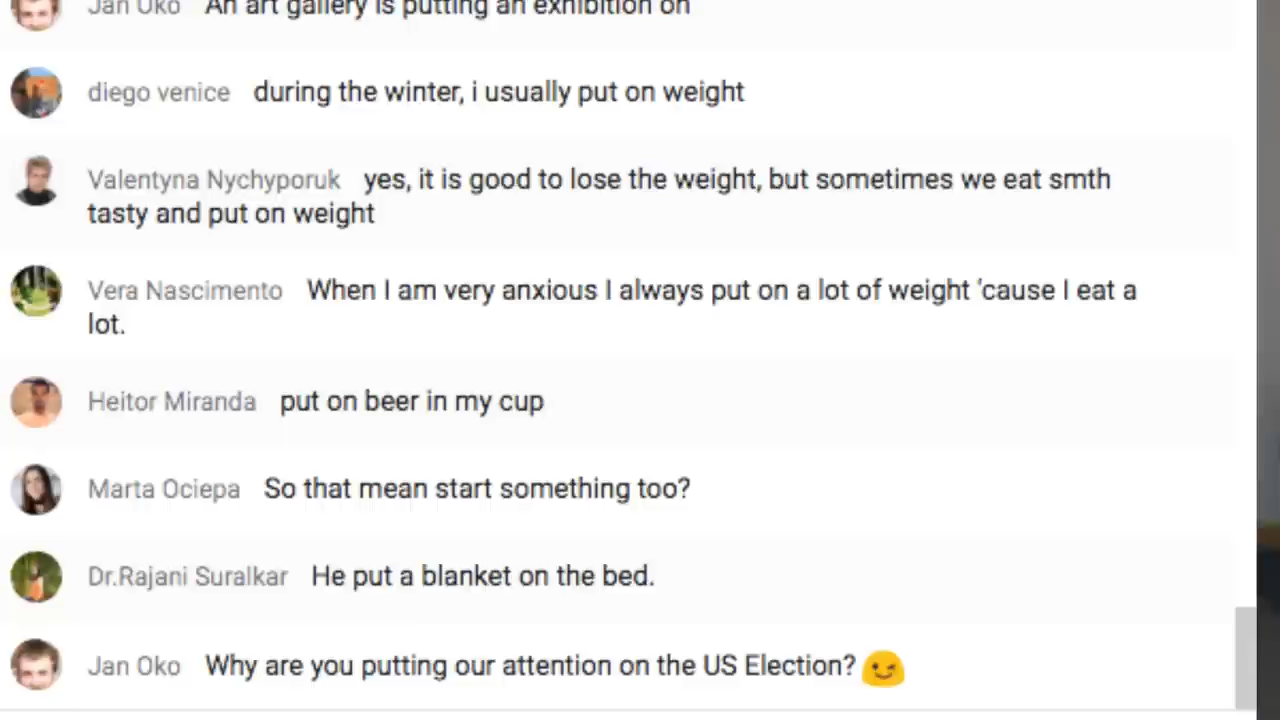 Jan Oko An art gallery is putting an exhibition on
diego venice during the winter, i usually put on weight
Valentyna Nychyporuk yes, it is good to lose the weight, but sometimes we eat smth
tasty and put on weight
Vera Nascimento When I am very anxious I always put on a lot of weight 'cause I eat a
lot.
Heitor Miranda put on beer in my cup
Marta Ociepa So that mean start something too?
Dr.Rajani Suralkar He put a blanket on the bed.
Jan Oko Why are you putting our attention on the US Election? 😉